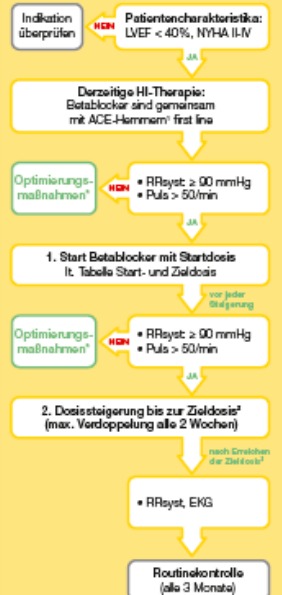 Indikation
überprüfen
NEIN
Patientencharakteristika:
LVEF < 40%, NYHA II-IV
JA
Derzeitige HI-Therapie:
Betablocker sind gemeinsam
mit ACE-Hemmern¹ first line
Optimierungs-
maßnahmen*
NEIN
• RRsyst: ≥ 90 mmHg
• Puls > 50/min
JA
1. Start Betablocker mit Startdosis
lt. Tabelle Start- und Zieldosis
vor jeder
Steigerung
Optimierungs-
maßnahmen*
NEIN
• RRsyst: ≥ 90 mmHg
• Puls > 50/min
JA
2. Dosissteigerung bis zur Zieldosis²
(max. Verdoppelung alle 2 Wochen)
nach Erreichen
der Zieldosis²
• RRsyst, EKG
Routinekontrolle
(alle 3 Monate)